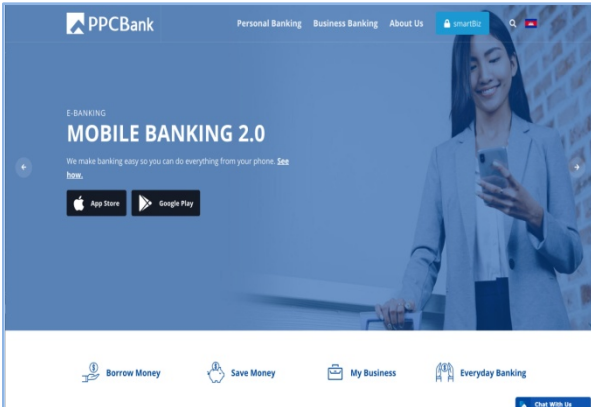 PPCBank
Personal Banking Business Banking About Us smartBiz
E-BANKING
MOBILE BANKING 2.0
We make banking easy so you can do everything from your phone. See
how.
App Store Google Play
Borrow Money Save Money My Business Everyday Banking
Chat With Us